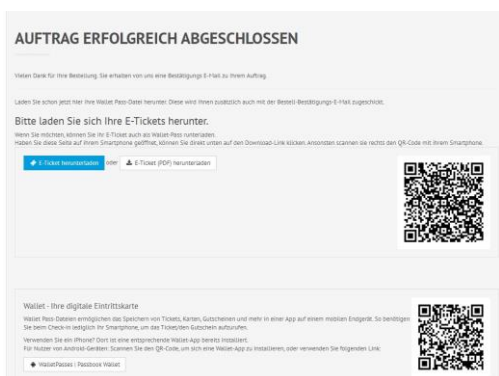 AUFTRAG ERFOLGREICH ABGESCHLOSSEN
Vielen Dank für Ihre Bestellung. Sie erhalten von uns eine Bestätigungs E-Mail zu Ihrem Auftrag.
Laden Sie schon jetzt hier Ihre Wallet Pass-Datei herunter. Diese wird Ihnen zusätzlich auch mit der Bestell-Bestätigungs-E-Mail zugeschickt.
Bitte laden Sie sich Ihre E-Tickets herunter.
Wenn Sie möchten, können Sie Ihr E-Ticket auch als Wallet-Pass runterladen.
Haben Sie diese Seite auf Ihrem Smartphone geöffnet, können Sie direkt unten auf den Download-Link klicken. Ansonsten scannen sie rechts den QR-Code mit Ihrem Smartphone.
E-Ticket herunterladen oder E-Ticket (PDF) herunterladen
Wallet - Ihre digitale Eintrittskarte
Wallet Pass-Dateien ermöglichen das Speichern von Tickets, Karten, Gutscheinen und mehr in einer App auf einem mobilen Endgerät. So benötigen
Sie beim Check-in lediglich Ihr Smartphone, um das Ticket/den Gutschein aufzurufen.
Verwenden Sie ein iPhone? Dort ist eine entsprechende Wallet-App bereits installiert.
Für Nutzer von Android-Geräten: Scannen Sie den QR-Code, um sich eine Wallet-App zu installieren, oder verwenden Sie folgenden Link:
WalletPasses | Passbook Wallet